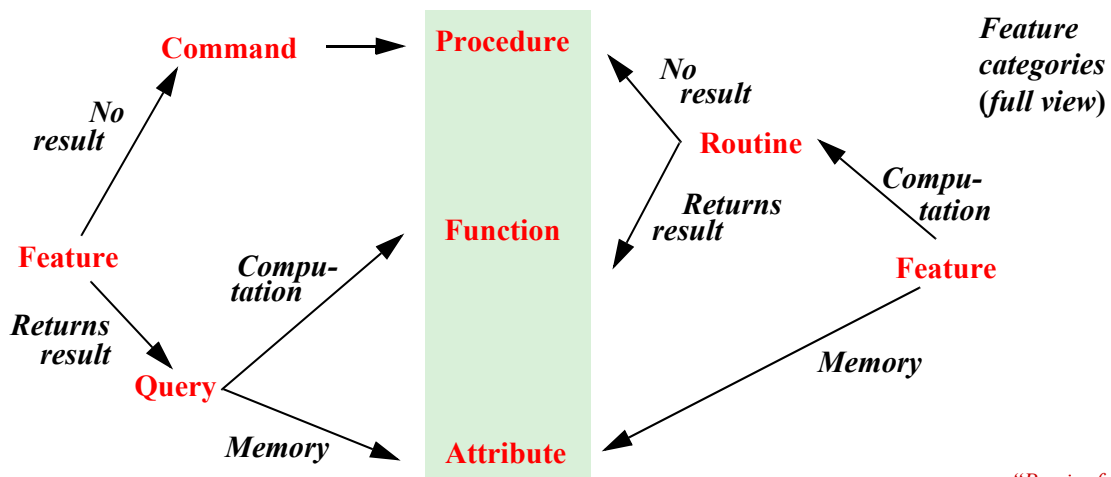 Command
Procedure
Feature
categories
(full view)
No
result
No
result
Routine
Compu-
tation
Returns
result
Function
Feature
Compu-
tation
Feature
Returns
result
Memory
Query
Memory
Attribute